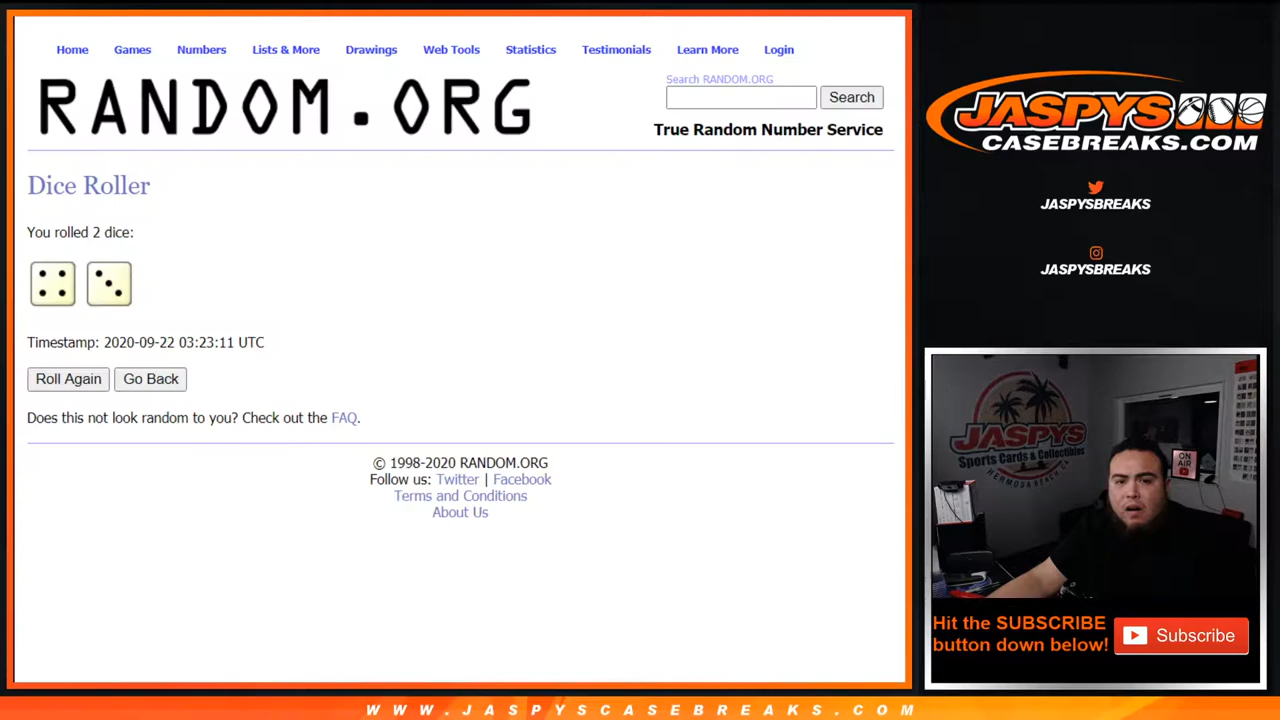 Home Games Numbers Lists & More Drawings Web Tools Statistics Testimonials Learn More Login
RANDOM.ORG
Search RANDOM.ORG
Search
True Random Number Service
Dice Roller
You rolled 2 dice:
Timestamp: 2020-09-22 03:23:11 UTC
Roll Again Go Back
Does this not look random to you? Check out the FAQ.
© 1998-2020 RANDOM.ORG
Follow us: Twitter | Facebook
Terms and Conditions
About Us
JASPYS
CASEBREAKS.COM
JASPYSBREAKS
JASPYSBREAKS
JASPYS
Sports Cards & Collectibles
HERMOSA BEACH, CA
ON
AIR
Hit the SUBSCRIBE
button down below!
Subscribe
WWW.JASPYSCASEBREAKS.COM